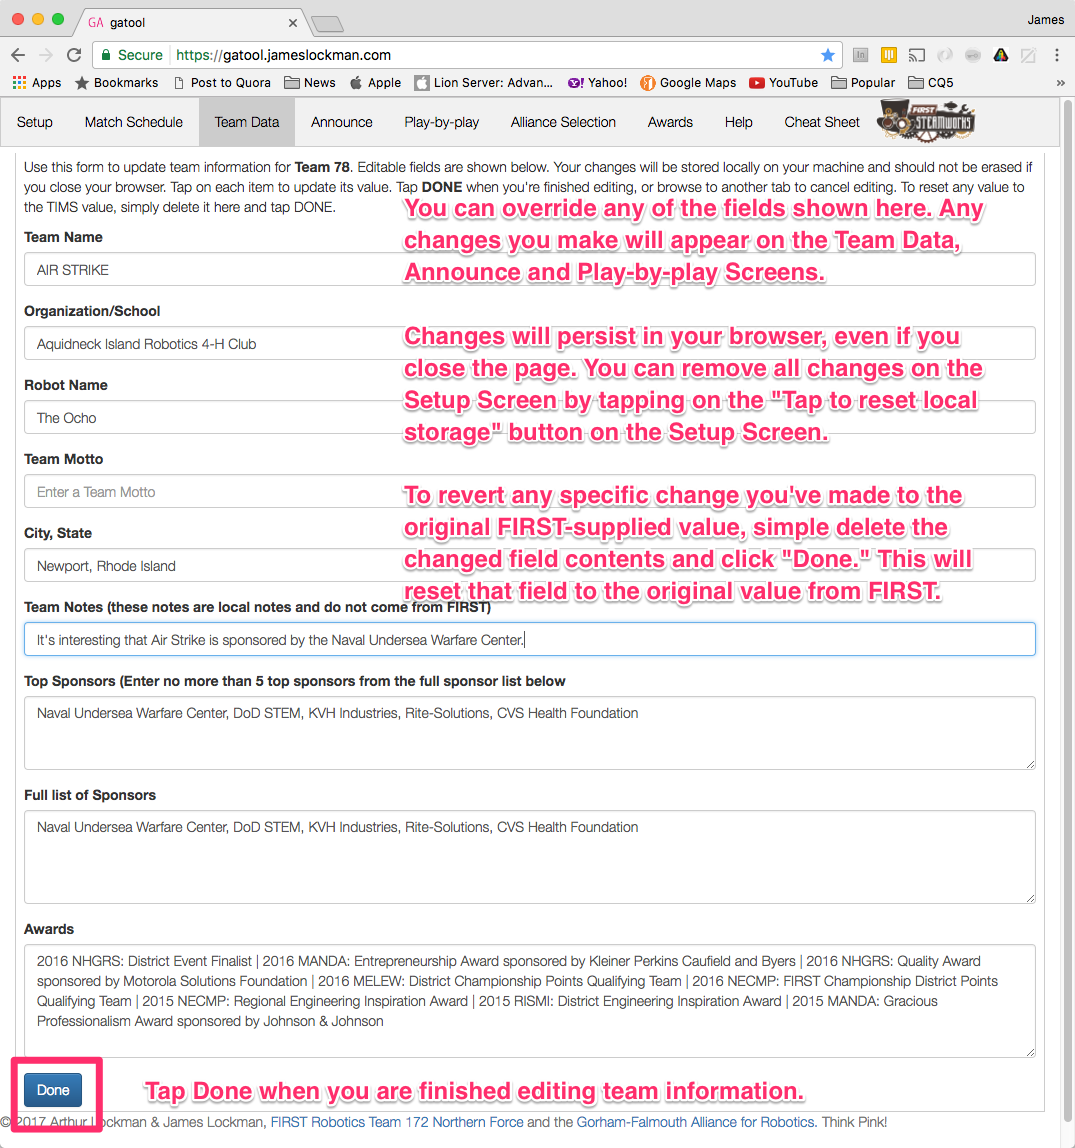 GA gatool
James
Secure https://gatool.jameslockman.com
Apps Bookmarks Post to Quora News Apple Lion Server: Advan... Yahoo! Google Maps YouTube Popular CQ5 »
Setup Match Schedule Team Data Announce Play-by-play Alliance Selection Awards Help Cheat Sheet FIRST STEAMWORKS
Use this form to update team information for Team 78. Editable fields are shown below. Your changes will be stored locally on your machine and should not be erased if
you close your browser. Tap on each item to update its value. Tap DONE when you're finished editing, or browse to another tab to cancel editing. To reset any value to
the TIMS value, simply delete it here and tap DONE.
You can override any of the fields shown here. Any
changes you make will appear on the Team Data,
Announce and Play-by-play Screens.
Team Name
AIR STRIKE
Organization/School
Aquidneck Island Robotics 4-H Club
Changes will persist in your browser, even if you
close the page. You can remove all changes on the
Setup Screen by tapping on the "Tap to reset local
storage" button on the Setup Screen.
Robot Name
The Ocho
Team Motto
Enter a Team Motto
To revert any specific change you've made to the
original FIRST-supplied value, simple delete the
changed field contents and click "Done." This will
reset that field to the original value from FIRST.
City, State
Newport, Rhode Island
Team Notes (these notes are local notes and do not come from FIRST)
It's interesting that Air Strike is sponsored by the Naval Undersea Warfare Center.
Top Sponsors (Enter no more than 5 top sponsors from the full sponsor list below
Naval Undersea Warfare Center, DoD STEM, KVH Industries, Rite-Solutions, CVS Health Foundation
Full list of Sponsors
Naval Undersea Warfare Center, DoD STEM, KVH Industries, Rite-Solutions, CVS Health Foundation
Awards
2016 NHGRS: District Event Finalist | 2016 MANDA: Entrepreneurship Award sponsored by Kleiner Perkins Caufield and Byers | 2016 NHGRS: Quality Award
sponsored by Motorola Solutions Foundation | 2016 MELEW: District Championship Points Qualifying Team | 2016 NECMP: FIRST Championship District Points
Qualifying Team | 2015 NECMP: Regional Engineering Inspiration Award | 2015 RISMI: District Engineering Inspiration Award | 2015 MANDA: Gracious
Professionalism Award sponsored by Johnson & Johnson
Done
Tap Done when you are finished editing team information.
© 2017 Arthur Lockman & James Lockman, FIRST Robotics Team 172 Northern Force and the Gorham-Falmouth Alliance for Robotics. Think Pink!